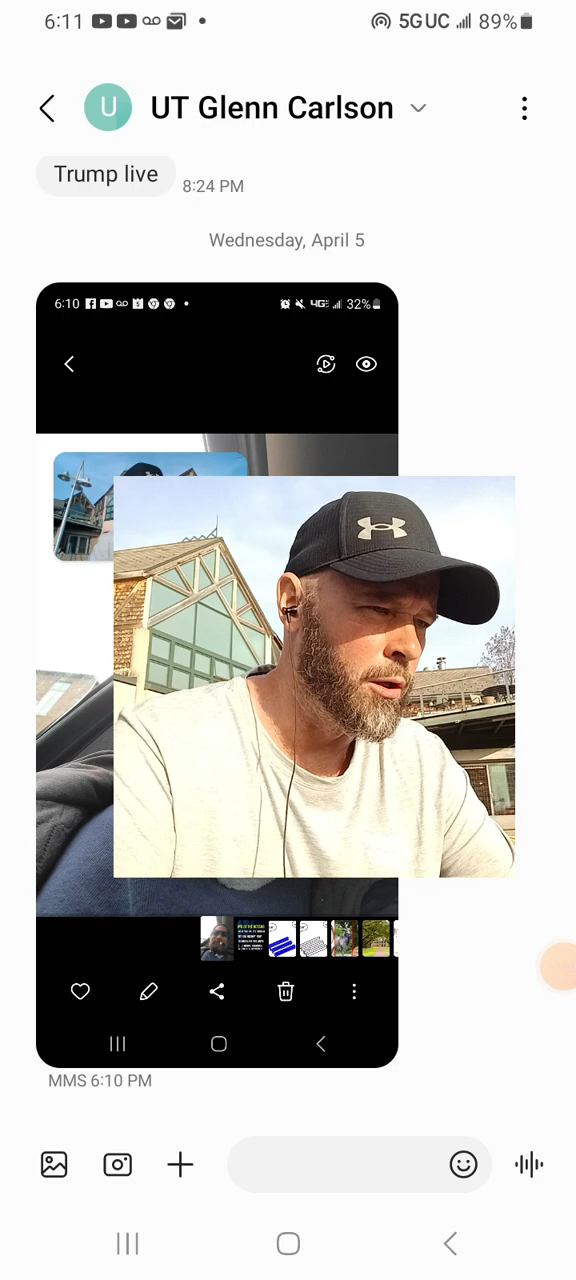 6:11
5G UC
89%
U
UT Glenn Carlson
Trump live
8:24 PM
Wednesday, April 5
6:10
4G
32%
MMS 6:10 PM